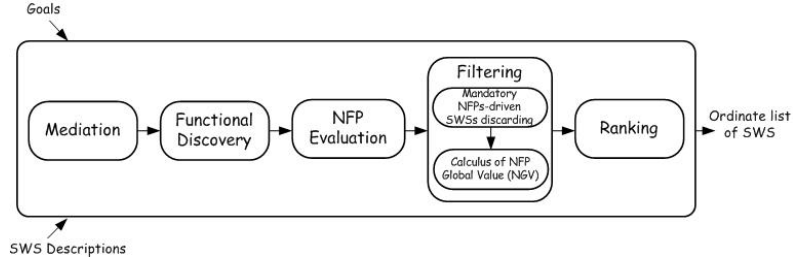 Goals
Mediation
Functional
Discovery
NFP
Evaluation
Filtering
Mandatory
NFPs-driven
SWSs discarding
Calculus of NFP
Global Value (NGV)
Ranking
Ordinate list
of SWS
SWS Descriptions